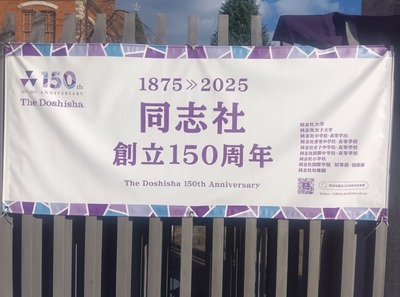 150th
ANNIVERSARY
The Doshisha
1875≫2025
同志社
創立150周年
The Doshisha 150th Anniversary
同志社大学
同志社女子大学
同志社中学校・高等学校
同志社香里中学校・高等学校
同志社女子中学校・高等学校
同志社国際中学校・高等学校
同志社小学校
同志社国際学院 初等部・国際部
同志社幼稚園